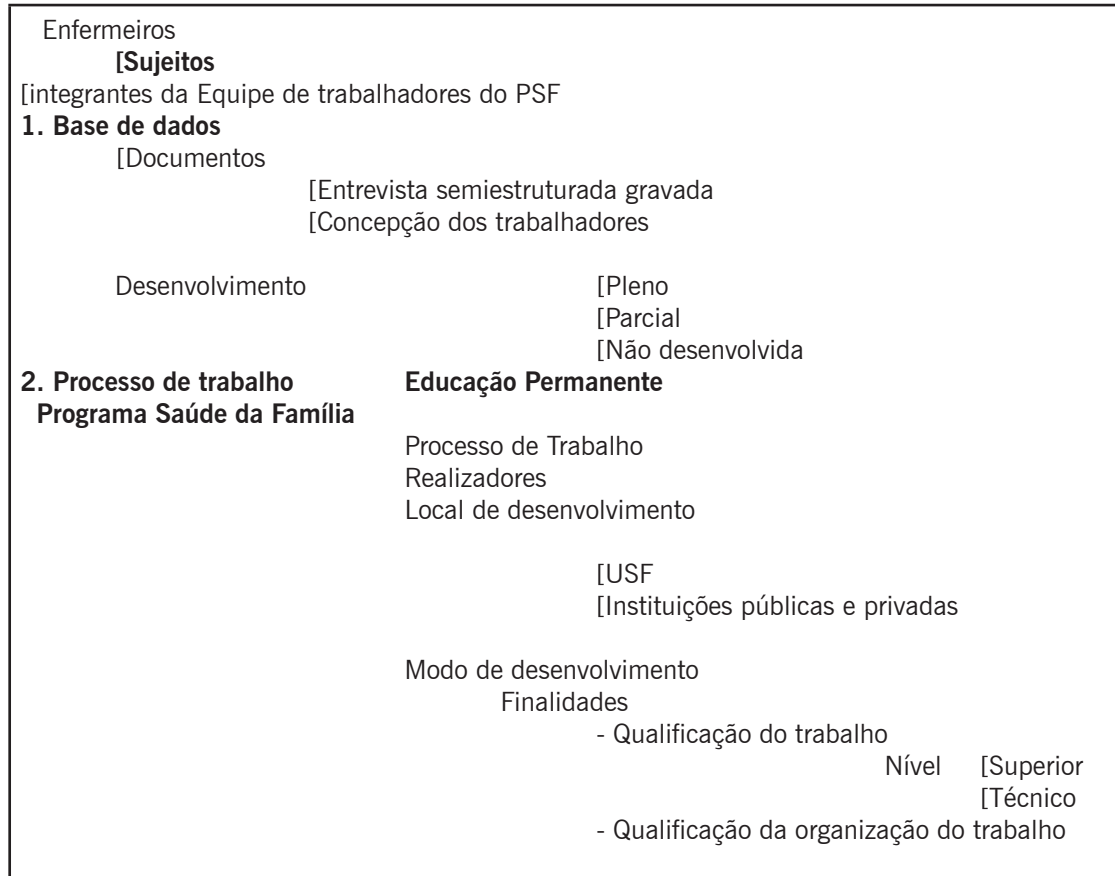 Enfermeiros
[Sujeitos
[integrantes da Equipe de trabalhadores do PSF
1. Base de dados
[Documentos
[Entrevista semiestruturada gravada
[Concepção dos trabalhadores
Desenvolvimento [Pleno
[Parcial
[Não desenvolvida
2. Processo de trabalho Educação Permanente
Programa Saúde da Família
Processo de Trabalho
Realizadores
Local de desenvolvimento
[USF
[Instituições públicas e privadas
Modo de desenvolvimento
Finalidades
- Qualificação do trabalho
Nível [Superior
[Técnico
- Qualificação da organização do trabalho